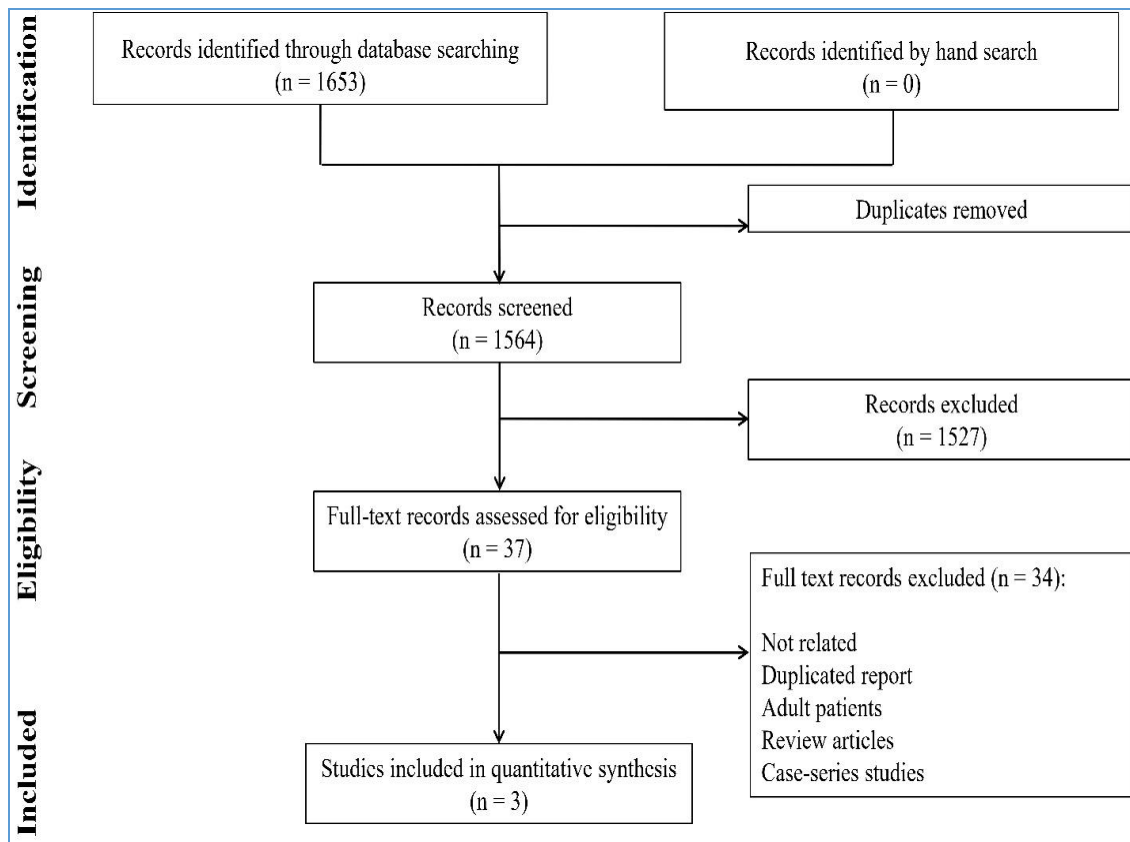 Identification
Records identified through database searching
(n = 1653)
Records identified by hand search
(n = 0)
Duplicates removed
Screening
Records screened
(n = 1564)
Records excluded
(n = 1527)
Eligibility
Full-text records assessed for eligibility
(n = 37)
Full text records excluded (n = 34):
Not related
Duplicated report
Adult patients
Review articles
Case-series studies
Included
Studies included in quantitative synthesis
(n = 3)